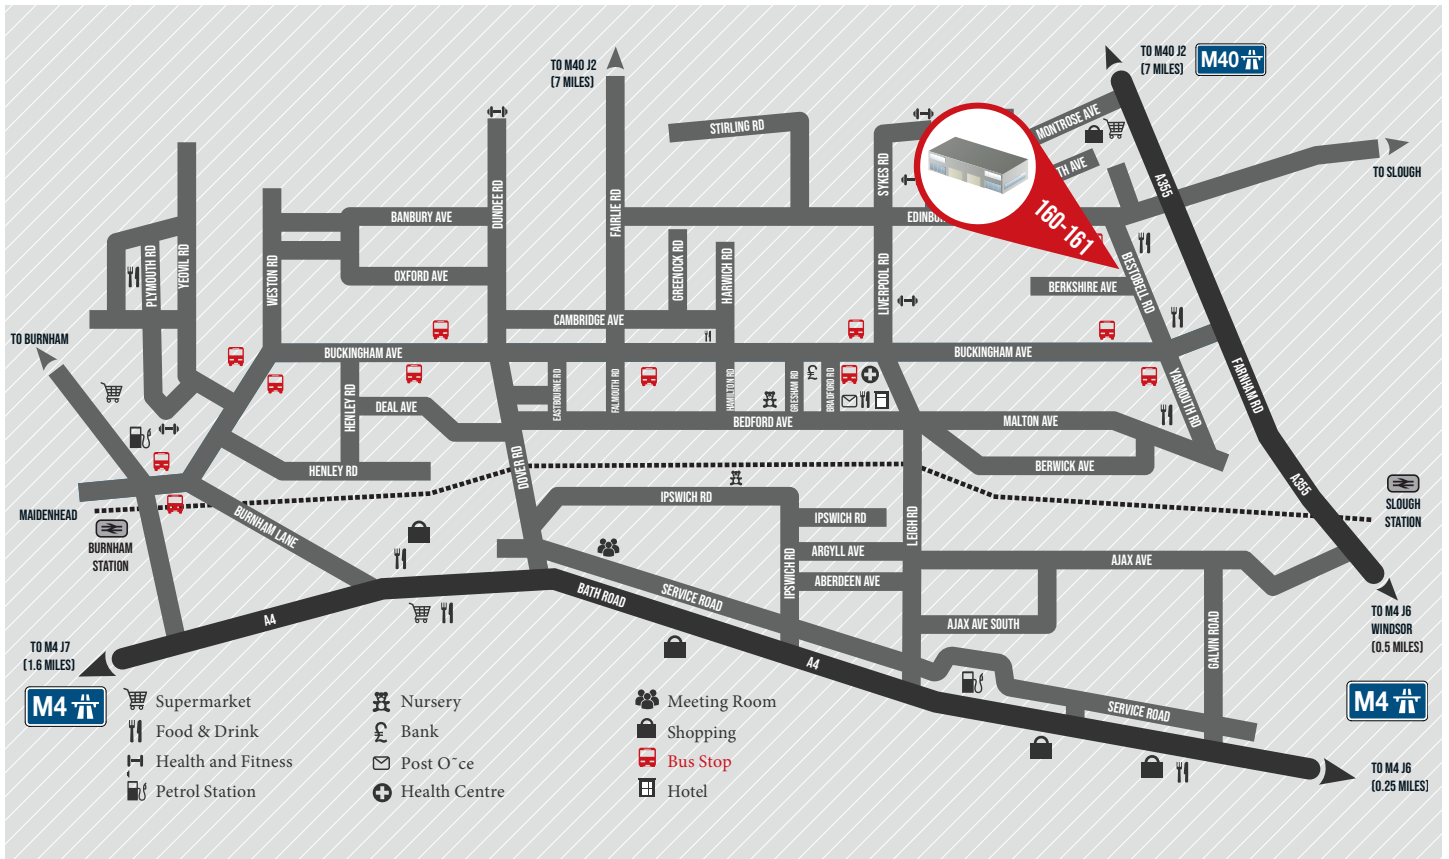 TO M40 J2
(7 MILES)
TO M40 J2
(7 MILES)
M40
MONTROSE AVE
STIRLING RD
TH AVE
A355
TO SLOUGH
SYKES RD
DUNDEE RD
FAIRLIE RD
BANBURY AVE
EDINBU
160-161
PLYMOUTH RD
YEOVIL RD
WESTON RD
OXFORD AVE
GREENOCK RD
HARWICH RD
LIVERPOOL RD
BESTOBELL RD
BERKSHIRE AVE
CAMBRIDGE AVE
TO BURNHAM
BUCKINGHAM AVE
BUCKINGHAM AVE
HENLEY RD
DEAL AVE
EASTBOURNE RD
FALMOUTH RD
HAMILTON RD
GRESHAM RD
BRADFORD RD
YARMOUTH RD
FARNHAM RD
BEDFORD AVE
MALTON AVE
HENLEY RD
DOVER RD
BERWICK AVE
A355
MAIDENHEAD
BURNHAM
STATION
BURNHAM LANE
IPSWICH RD
IPSWICH RD
LEIGH RD
SLOUGH
STATION
ARGYLL AVE
AJAX AVE
IPSWICH RD
ABERDEEN AVE
BATH ROAD
SERVICE ROAD
A4
AJAX AVE SOUTH
GALVIN ROAD
TO M4 J6
WINDSOR
(0.5 MILES)
TO M4 J7
(1.6 MILES)
A4
M4
M4
SERVICE ROAD
TO M4 J6
(0.25 MILES)
Supermarket
Food & Drink
Health and Fitness
Petrol Station
Nursery
Bank
Post O˜ce
Health Centre
Meeting Room
Shopping
Bus Stop
Hotel